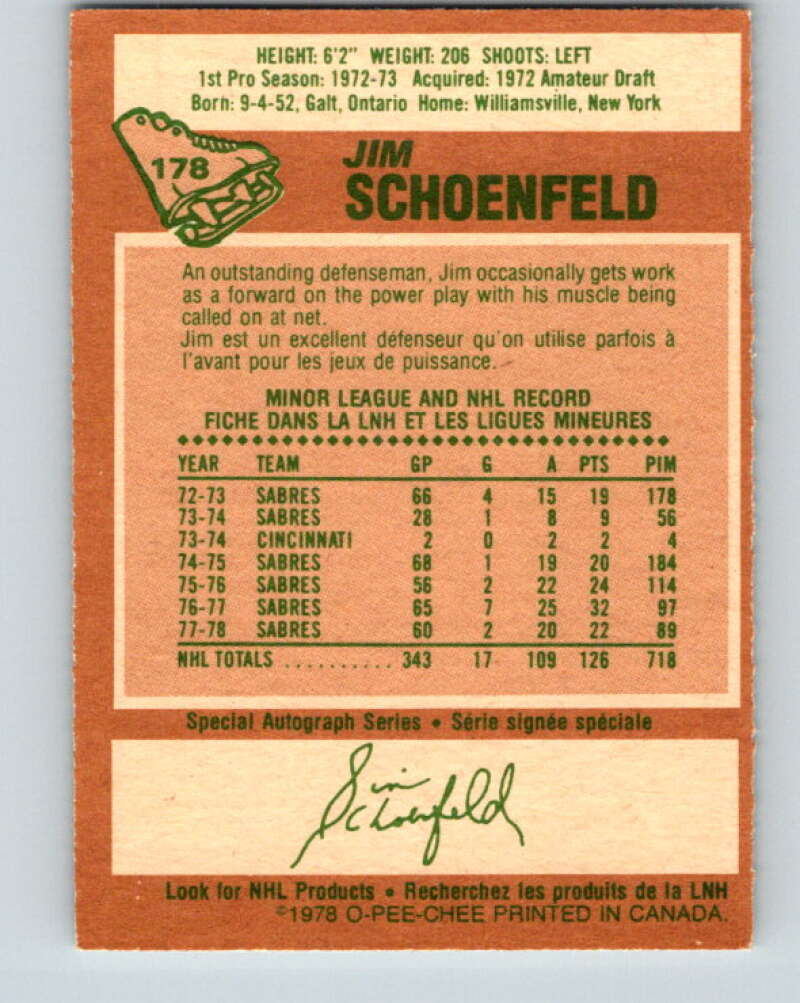 HEIGHT: 6'2" WEIGHT: 206 SHOOTS: LEFT
1st Pro Season: 1972-73 Acquired: 1972 Amateur Draft
Born: 9-4-52, Galt, Ontario Home: Williamsville, New York
178
JIM
SCHOENFELD
An outstanding defenseman, Jim occasionally gets work
as a forward on the power play with his muscle being
called on at net.
Jim est un excellent défenseur qu'on utilise parfois à
l'avant pour les jeux de puissance.
MINOR LEAGUE AND NHL RECORD
FICHE DANS LA LNH ET LES LIGUES MINEURES
YEAR TEAM GP G A PTS PIM
72-73 SABRES 66 4 15 19 178
73-74 SABRES 28 1 8 9 56
73-74 CINCINNATI 2 0 2 2 4
74-75 SABRES 68 1 19 20 184
75-76 SABRES 56 2 22 24 114
76-77 SABRES 65 7 25 32 97
77-78 SABRES 60 2 20 22 89
NHL TOTALS .......... 343 17 109 126 718
Special Autograph Series • Série signée spéciale
Jim
Schoenfeld
Look for NHL Products • Recherchez les produits de la LNH
©1978 O-PEE-CHEE PRINTED IN CANADA.